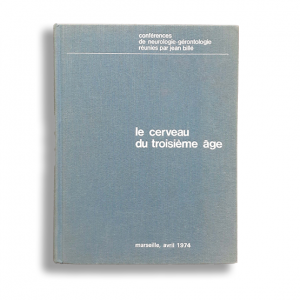 conférences
de neurologie-gérontologie
réunies par jean billé
le cerveau
du troisième âge
marseille, avril 1974